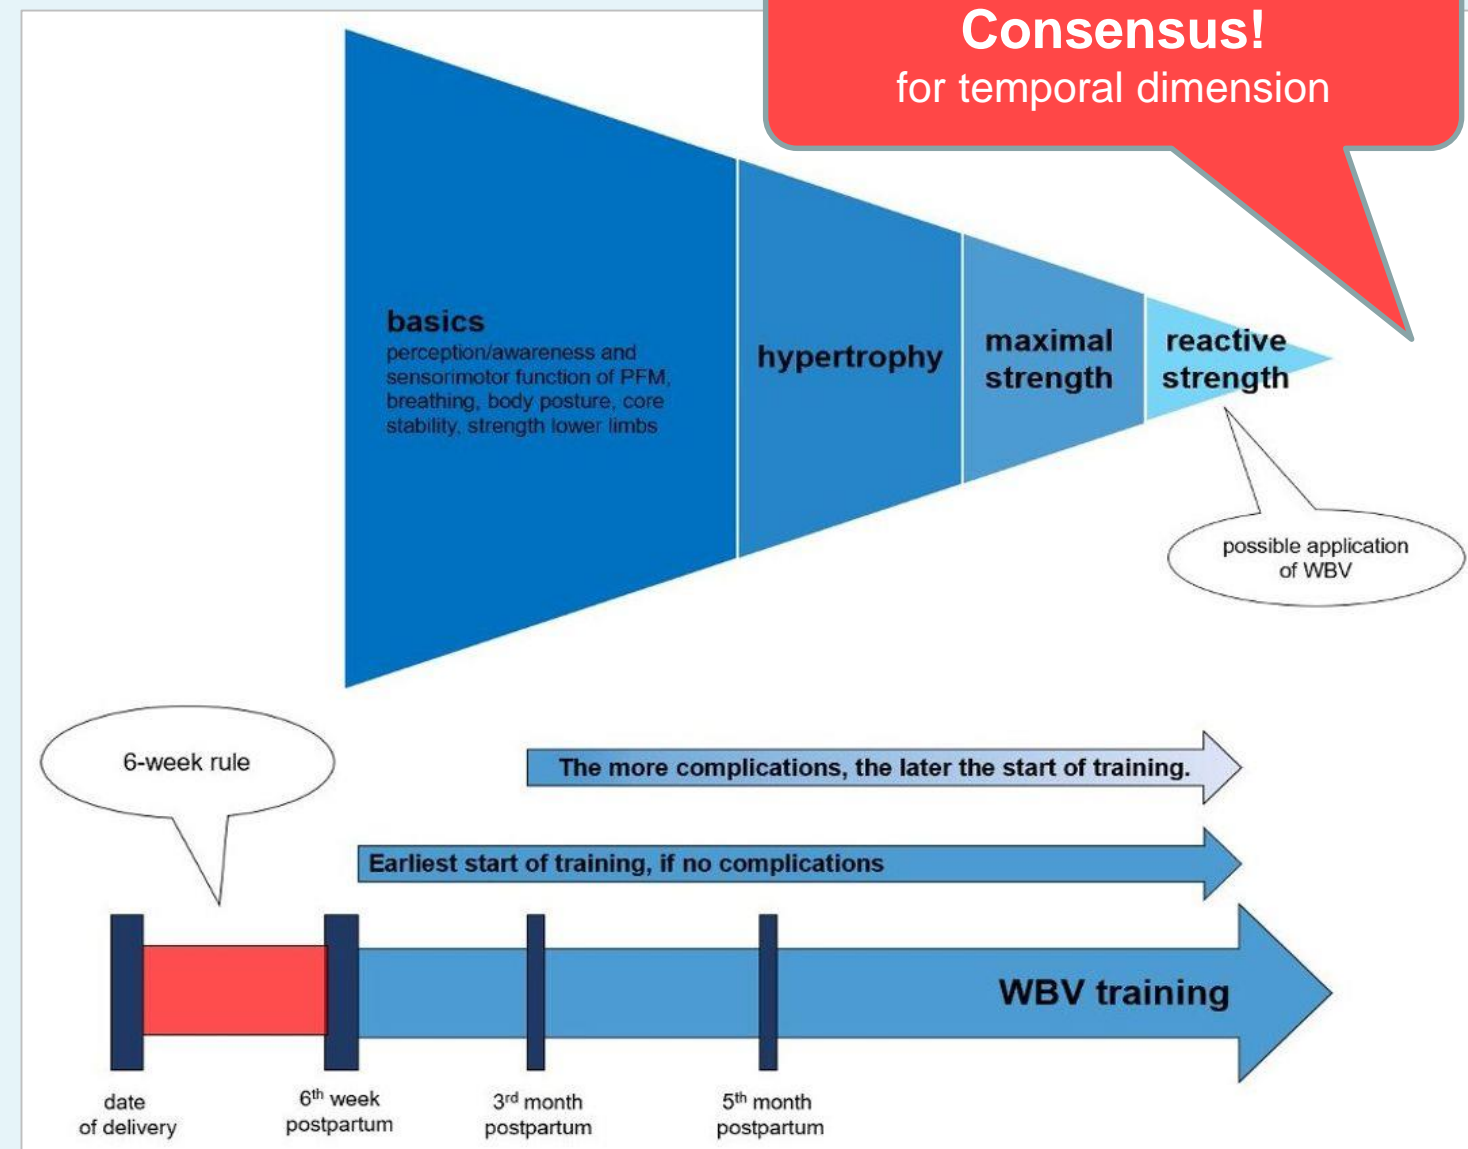 Consensus!
for temporal dimension
basics
perception/awareness and
sensorimotor function of PFM,
breathing, body posture, core
stability, strength lower limbs
hypertrophy
maximal
strength
reactive
strength
possible application
of WBV
6-week rule
The more complications, the later the start of training.
Earliest start of training, if no complications
WBV training
date
of delivery
6th week
postpartum
3rd month
postpartum
5th month
postpartum